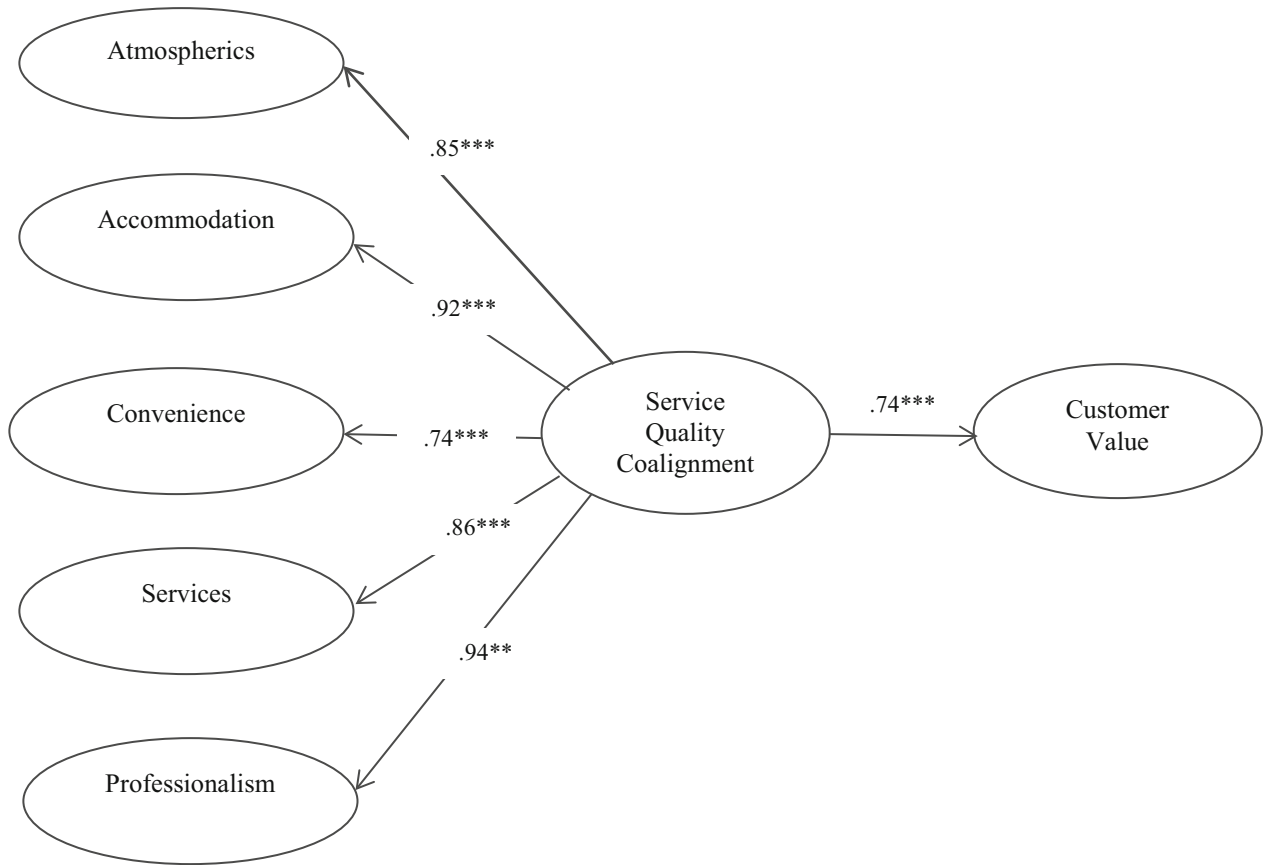 Atmospherics
.85***
Accommodation
.92***
Convenience
.74***
Service
Quality
Coalignment
.74***
Customer
Value
Services
.86***
.94**
Professionalism